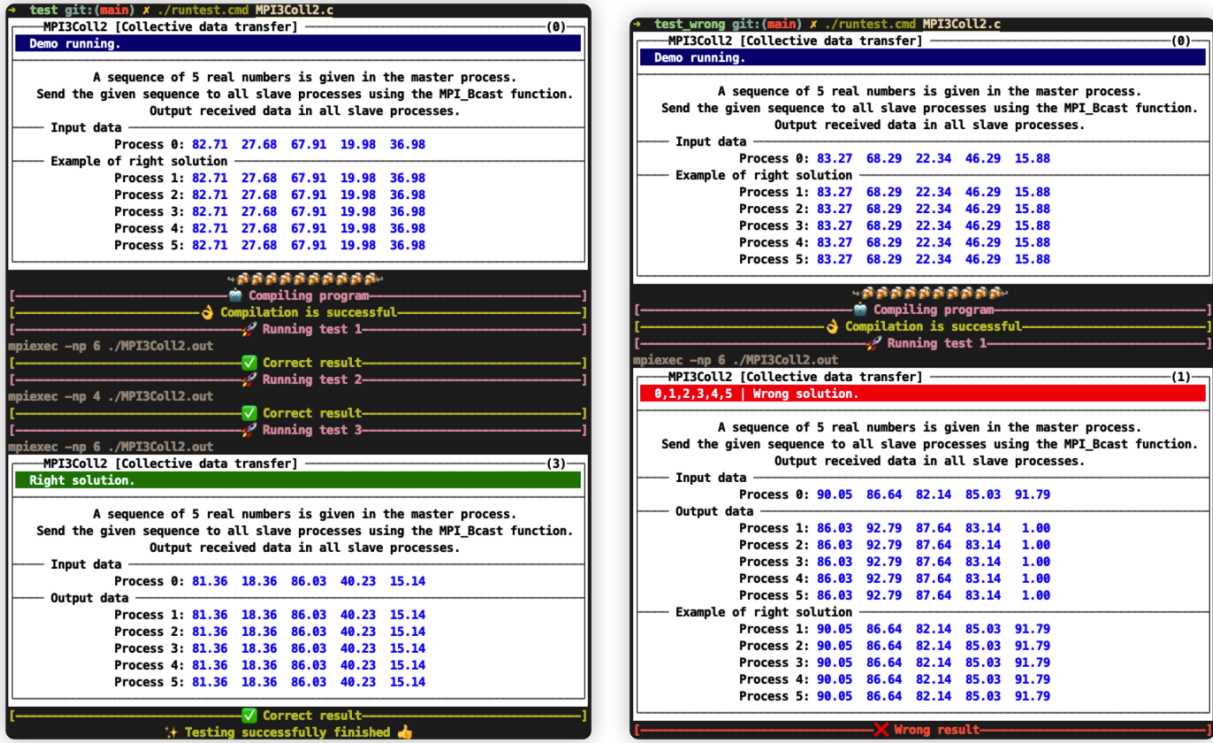 → test git:(main) ✗ ./runtest.cmd MPI3Coll2.c
MPI3Coll2 [Collective data transfer] (0)
Demo running.
A sequence of 5 real numbers is given in the master process.
Send the given sequence to all slave processes using the MPI_Bcast function.
Output received data in all slave processes.
Input data
Process 0: 82.71 27.68 67.91 19.98 36.98
Example of right solution
Process 1: 82.71 27.68 67.91 19.98 36.98
Process 2: 82.71 27.68 67.91 19.98 36.98
Process 3: 82.71 27.68 67.91 19.98 36.98
Process 4: 82.71 27.68 67.91 19.98 36.98
Process 5: 82.71 27.68 67.91 19.98 36.98
[Compiling program]
[👌 Compilation is successful]
[🚀 Running test 1]
mpiexec -np 6 ./MPI3Coll2.out
[✅ Correct result]
[🚀 Running test 2]
mpiexec -np 4 ./MPI3Coll2.out
[✅ Correct result]
[🚀 Running test 3]
mpiexec -np 6 ./MPI3Coll2.out
MPI3Coll2 [Collective data transfer] (3)
Right solution.
A sequence of 5 real numbers is given in the master process.
Send the given sequence to all slave processes using the MPI_Bcast function.
Output received data in all slave processes.
Input data
Process 0: 81.36 18.36 86.03 40.23 15.14
Output data
Process 1: 81.36 18.36 86.03 40.23 15.14
Process 2: 81.36 18.36 86.03 40.23 15.14
Process 3: 81.36 18.36 86.03 40.23 15.14
Process 4: 81.36 18.36 86.03 40.23 15.14
Process 5: 81.36 18.36 86.03 40.23 15.14
[✅ Correct result]
✨ Testing successfully finished 👍
→ test_wrong git:(main) ✗ ./runtest.cmd MPI3Coll2.c
MPI3Coll2 [Collective data transfer] (0)
Demo running.
A sequence of 5 real numbers is given in the master process.
Send the given sequence to all slave processes using the MPI_Bcast function.
Output received data in all slave processes.
Input data
Process 0: 83.27 68.29 22.34 46.29 15.88
Example of right solution
Process 1: 83.27 68.29 22.34 46.29 15.88
Process 2: 83.27 68.29 22.34 46.29 15.88
Process 3: 83.27 68.29 22.34 46.29 15.88
Process 4: 83.27 68.29 22.34 46.29 15.88
Process 5: 83.27 68.29 22.34 46.29 15.88
[Compiling program]
[👌 Compilation is successful]
[🚀 Running test 1]
mpiexec -np 6 ./MPI3Coll2.out
MPI3Coll2 [Collective data transfer] (1)
0,1,2,3,4,5 | Wrong solution.
A sequence of 5 real numbers is given in the master process.
Send the given sequence to all slave processes using the MPI_Bcast function.
Output received data in all slave processes.
Input data
Process 0: 90.05 86.64 82.14 85.03 91.79
Output data
Process 1: 86.03 92.79 87.64 83.14 1.00
Process 2: 86.03 92.79 87.64 83.14 1.00
Process 3: 86.03 92.79 87.64 83.14 1.00
Process 4: 86.03 92.79 87.64 83.14 1.00
Process 5: 86.03 92.79 87.64 83.14 1.00
Example of right solution
Process 1: 90.05 86.64 82.14 85.03 91.79
Process 2: 90.05 86.64 82.14 85.03 91.79
Process 3: 90.05 86.64 82.14 85.03 91.79
Process 4: 90.05 86.64 82.14 85.03 91.79
Process 5: 90.05 86.64 82.14 85.03 91.79
[❌ Wrong result]